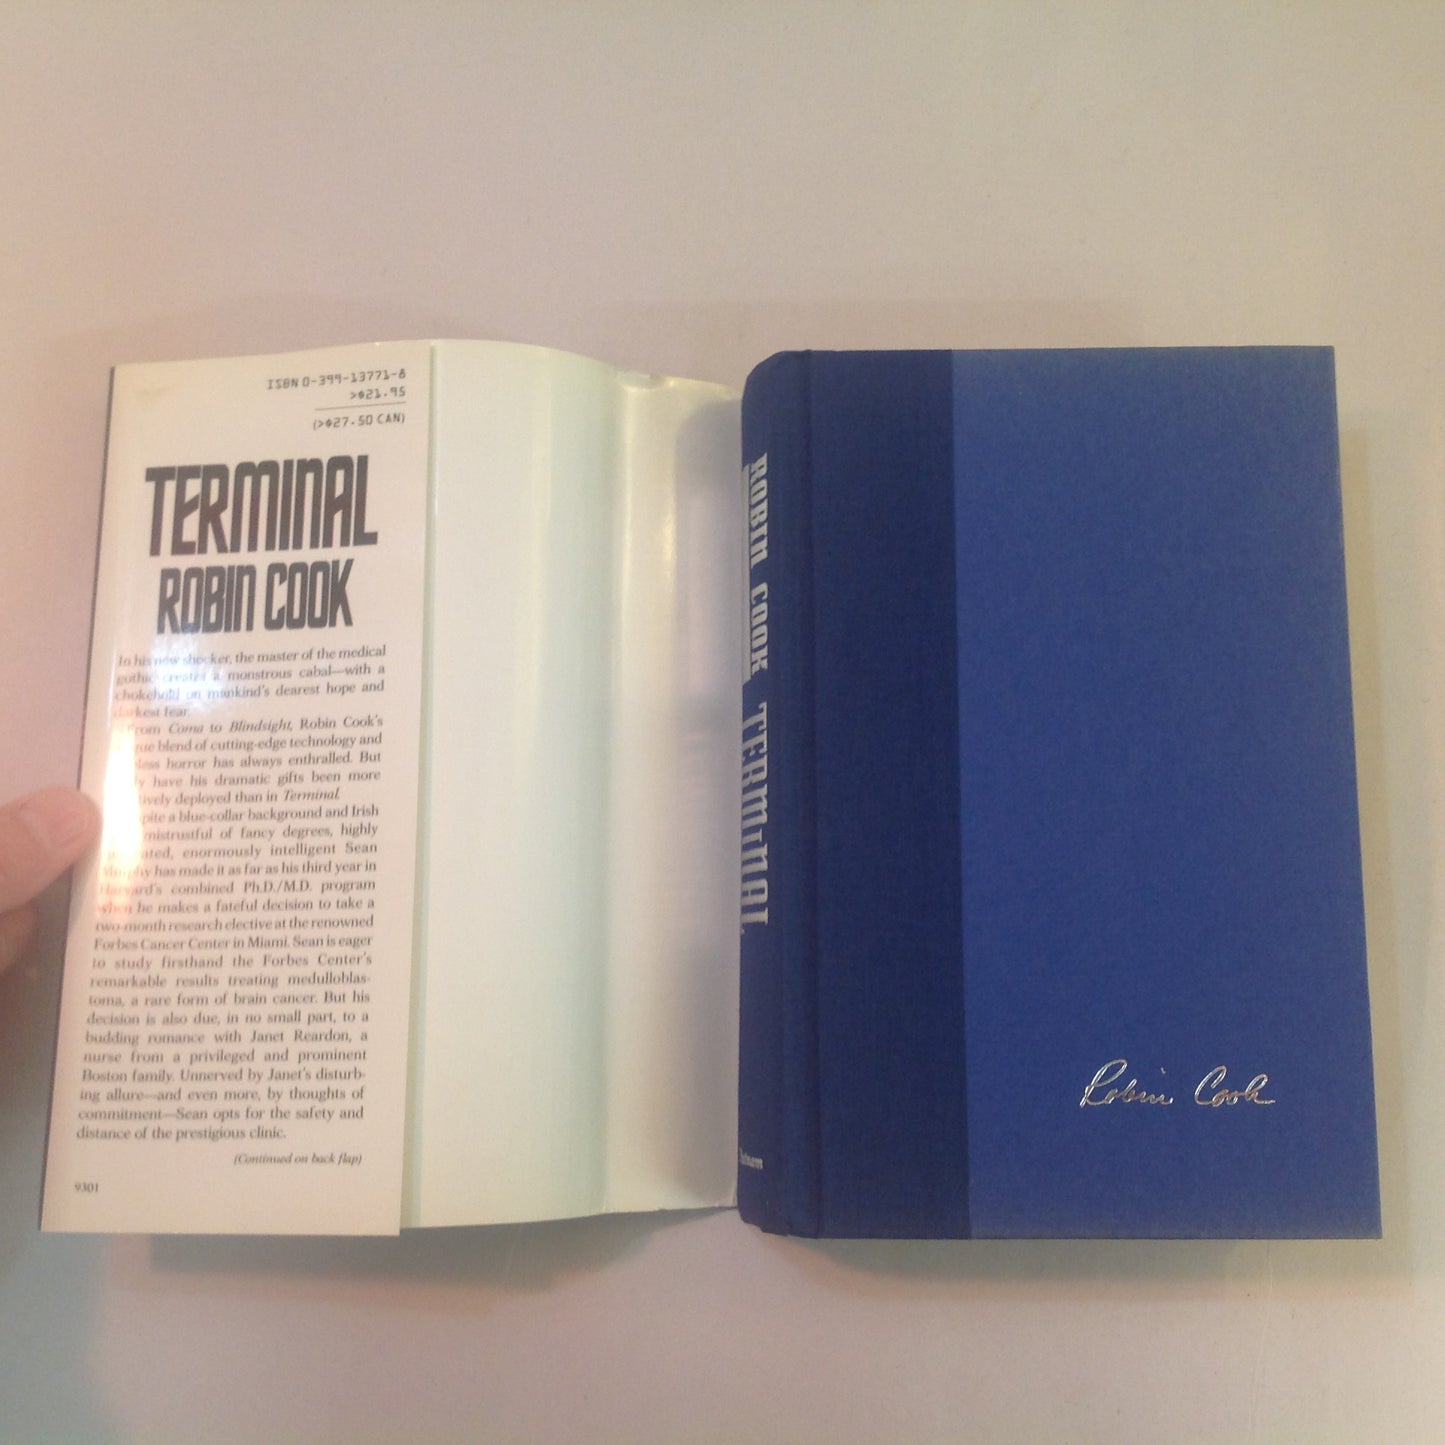 ISBN 0-399-13771-8
>$21.95
(>$27.50 CAN)
TERMINAL
ROBIN COOK
In his new shocker, the master of the medical
gothic creates a monstrous cabal—with a
chokehold on mankind's dearest hope and
darkest fear.
From Coma to Blindsight, Robin Cook's
blend of cutting-edge technology and
horror has always enthralled. But
have his dramatic gifts been more
deployed than in Terminal.
a blue-collar background and Irish
mistrustful of fancy degrees, highly
enormously intelligent Sean
Murphy has made it as far as his third year in
Harvard's combined Ph.D./M.D. program
when he makes a fateful decision to take a
two-month research elective at the renowned
Forbes Cancer Center in Miami. Sean is eager
to study firsthand the Forbes Center's
remarkable results treating medulloblas-
toma, a rare form of brain cancer. But his
decision is also due, in no small part, to a
budding romance with Janet Reardon, a
nurse from a privileged and prominent
Boston family. Unnerved by Janet's disturb-
ing allure—and even more, by thoughts of
commitment—Sean opts for the safety and
distance of the prestigious clinic.
(Continued on back flap)
9301
ROBIN COOK TERMINAL
Putnam
Robin Cook